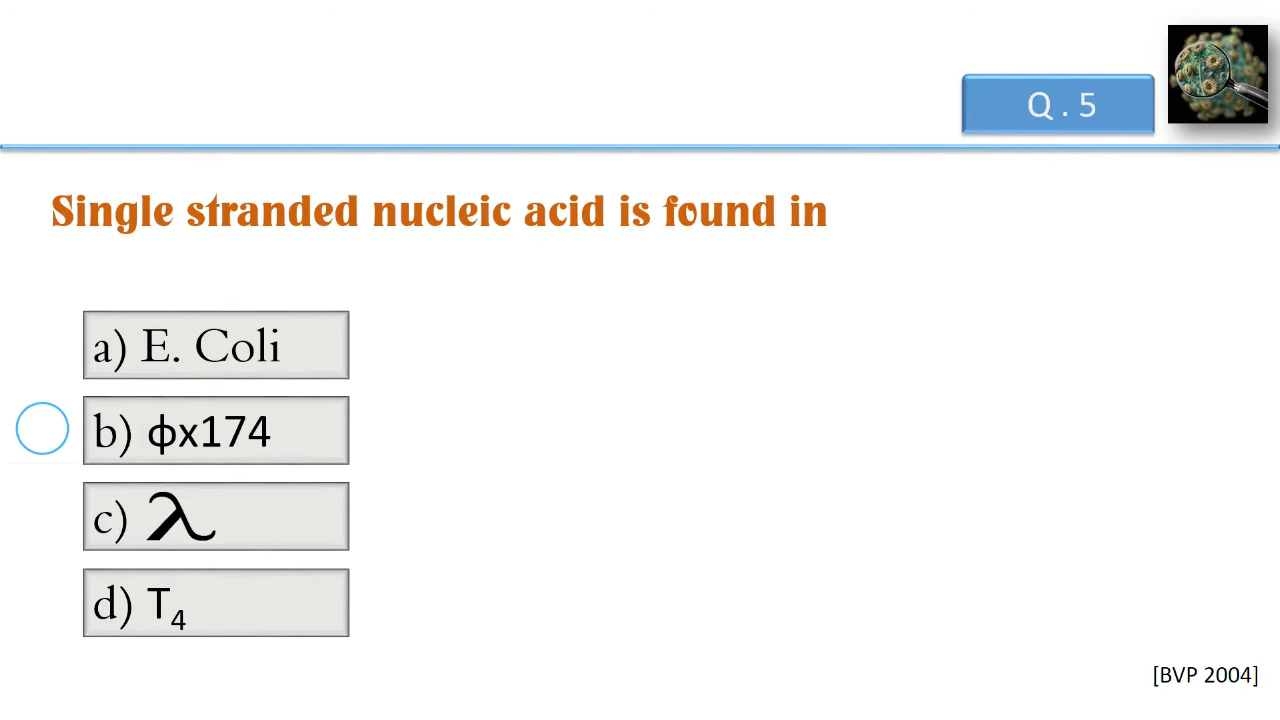 Q . 5
Single stranded nucleic acid is found in
a) E. Coli
b) ϕx174
c) λ
d) T₄
[BVP 2004]